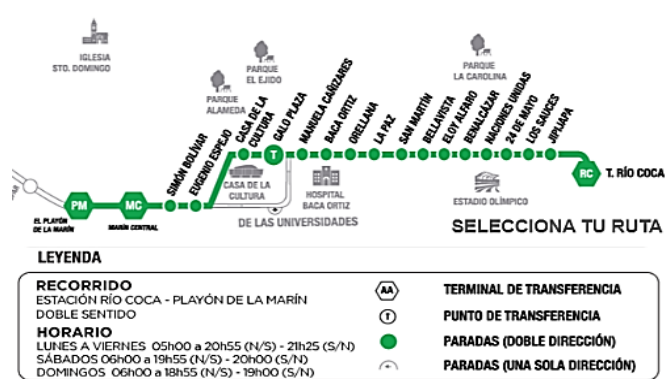 IGLESIA
STO. DOMINGO
PARQUE
ALAMEDA
PARQUE
EL EJIDO
PARQUE
LA CAROLINA
SIMÓN BOLÍVAR
EUGENIO ESPEJO
CASA DE LA
CULTURA
GALO PLAZA
MANUELA CAÑIZARES
BACA ORTIZ
ORELLANA
LA PAZ
SAN MARTÍN
BELLAVISTA
ELOY ALFARO
BENALCÁZAR
NACIONES UNIDAS
24 DE MAYO
LOS SAUCES
JIPIJAPA
T
RC
T. RÍO COCA
PM
MC
EL PLAYÓN
DE LA MARÍN
MARÍN CENTRAL
CASA DE LA
CULTURA
HOSPITAL
BACA ORTIZ
ESTADIO OLÍMPICO
DE LAS UNIVERSIDADES
SELECCIONA TU RUTA
LEYENDA
RECORRIDO
ESTACIÓN RÍO COCA - PLAYÓN DE LA MARÍN
DOBLE SENTIDO
HORARIO
LUNES A VIERNES 05h00 a 20h55 (N/S) - 21h25 (S/N)
SÁBADOS 06h00 a 19h55 (N/S) - 20h00 (S/N)
DOMINGOS 06h00 a 18h55 (N/S) - 19h00 (S/N)
AA TERMINAL DE TRANSFERENCIA
T PUNTO DE TRANSFERENCIA
PARADAS (DOBLE DIRECCIÓN)
PARADAS (UNA SOLA DIRECCIÓN)